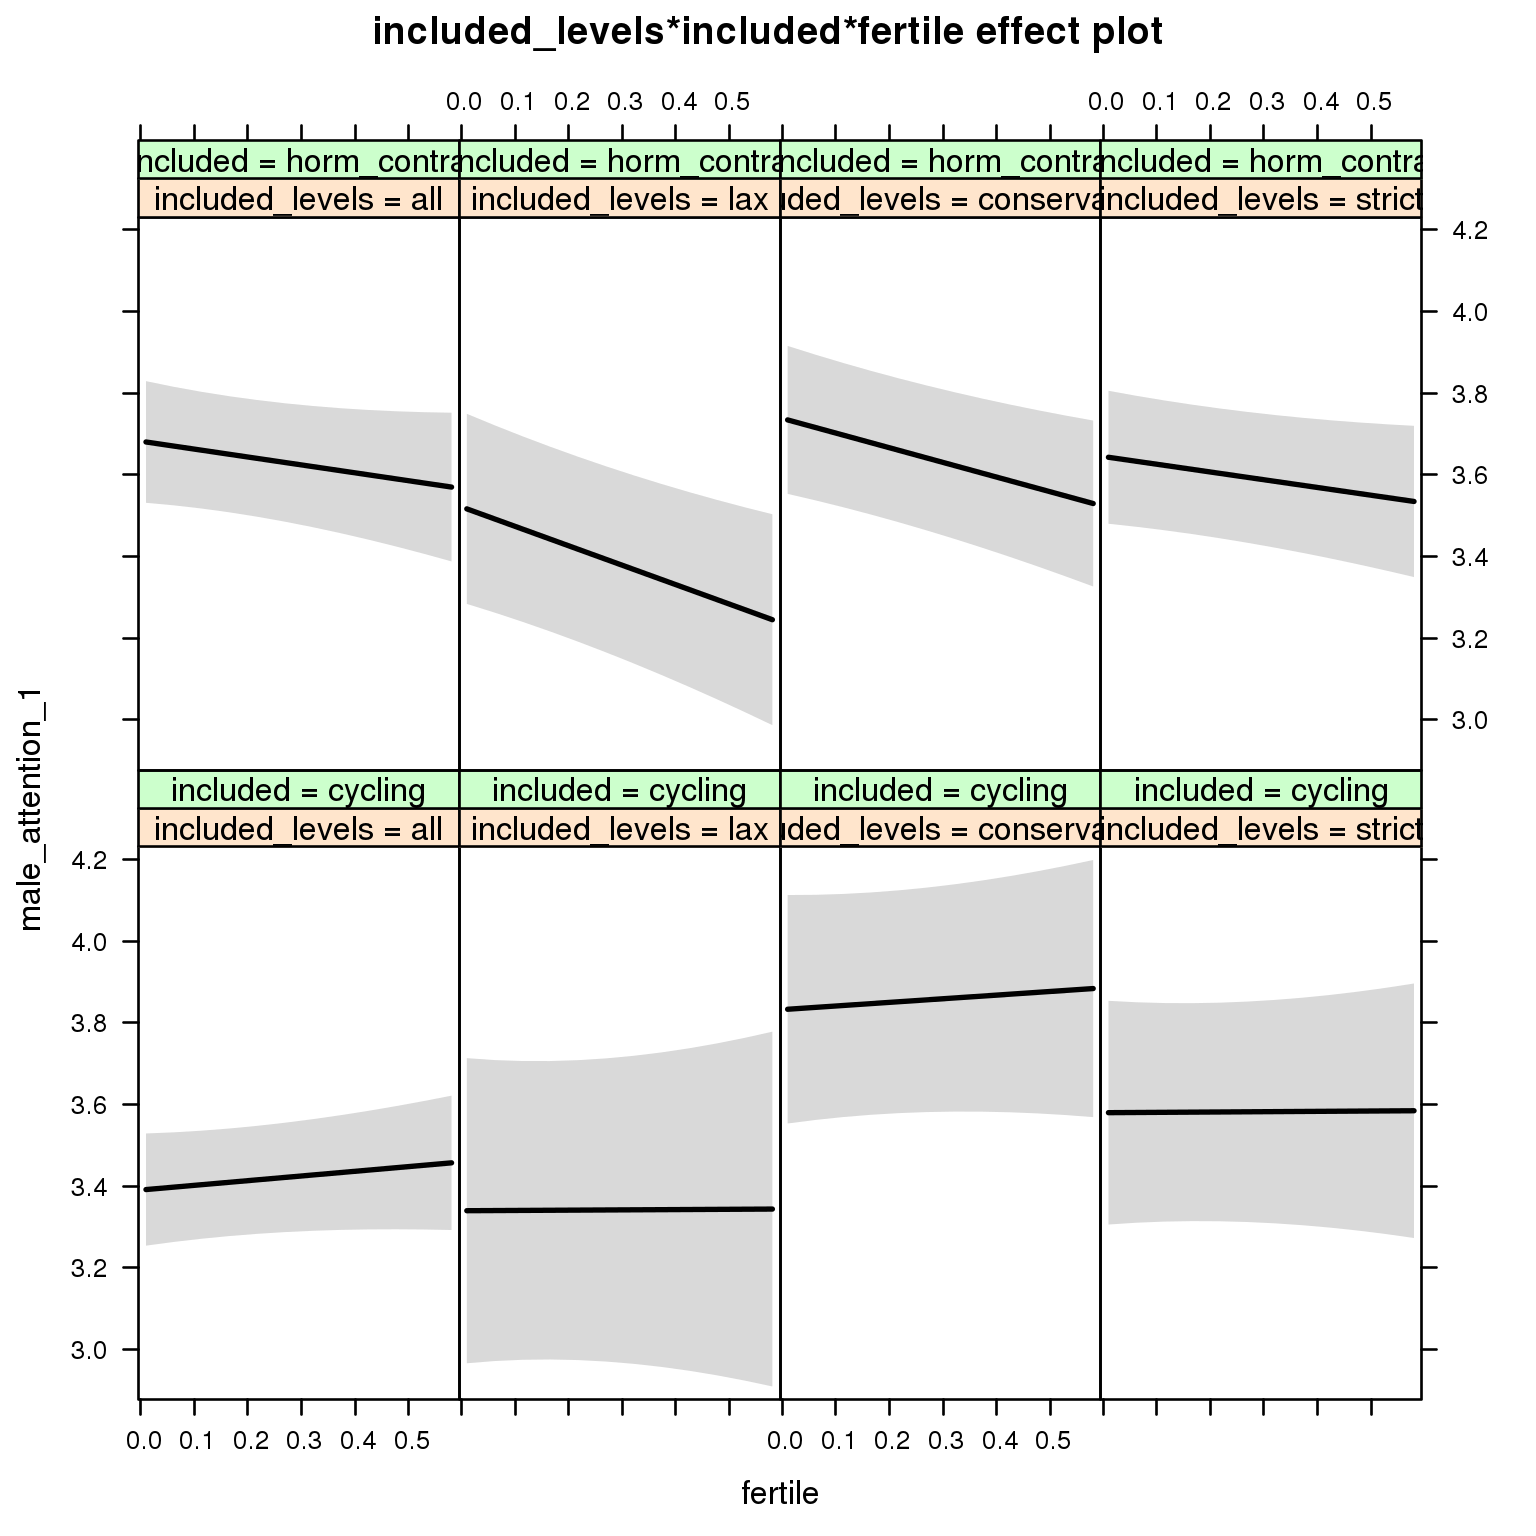 included_levels*included*fertile effect plot
0.0 0.1 0.2 0.3 0.4 0.5 0.0 0.1 0.2 0.3 0.4 0.5
ncluded = horm_contra ncluded = horm_contra ncluded = horm_contra ncluded = horm_contra
included_levels = all included_levels = lax uded_levels = conserva included_levels = strict
4.2
4.0
3.8
3.6
3.4
3.2
3.0
male_attention_1
included = cycling included = cycling included = cycling included = cycling
included_levels = all included_levels = lax uded_levels = conserva included_levels = strict
4.2
4.0
3.8
3.6
3.4
3.2
3.0
0.0 0.1 0.2 0.3 0.4 0.5 0.0 0.1 0.2 0.3 0.4 0.5
fertile